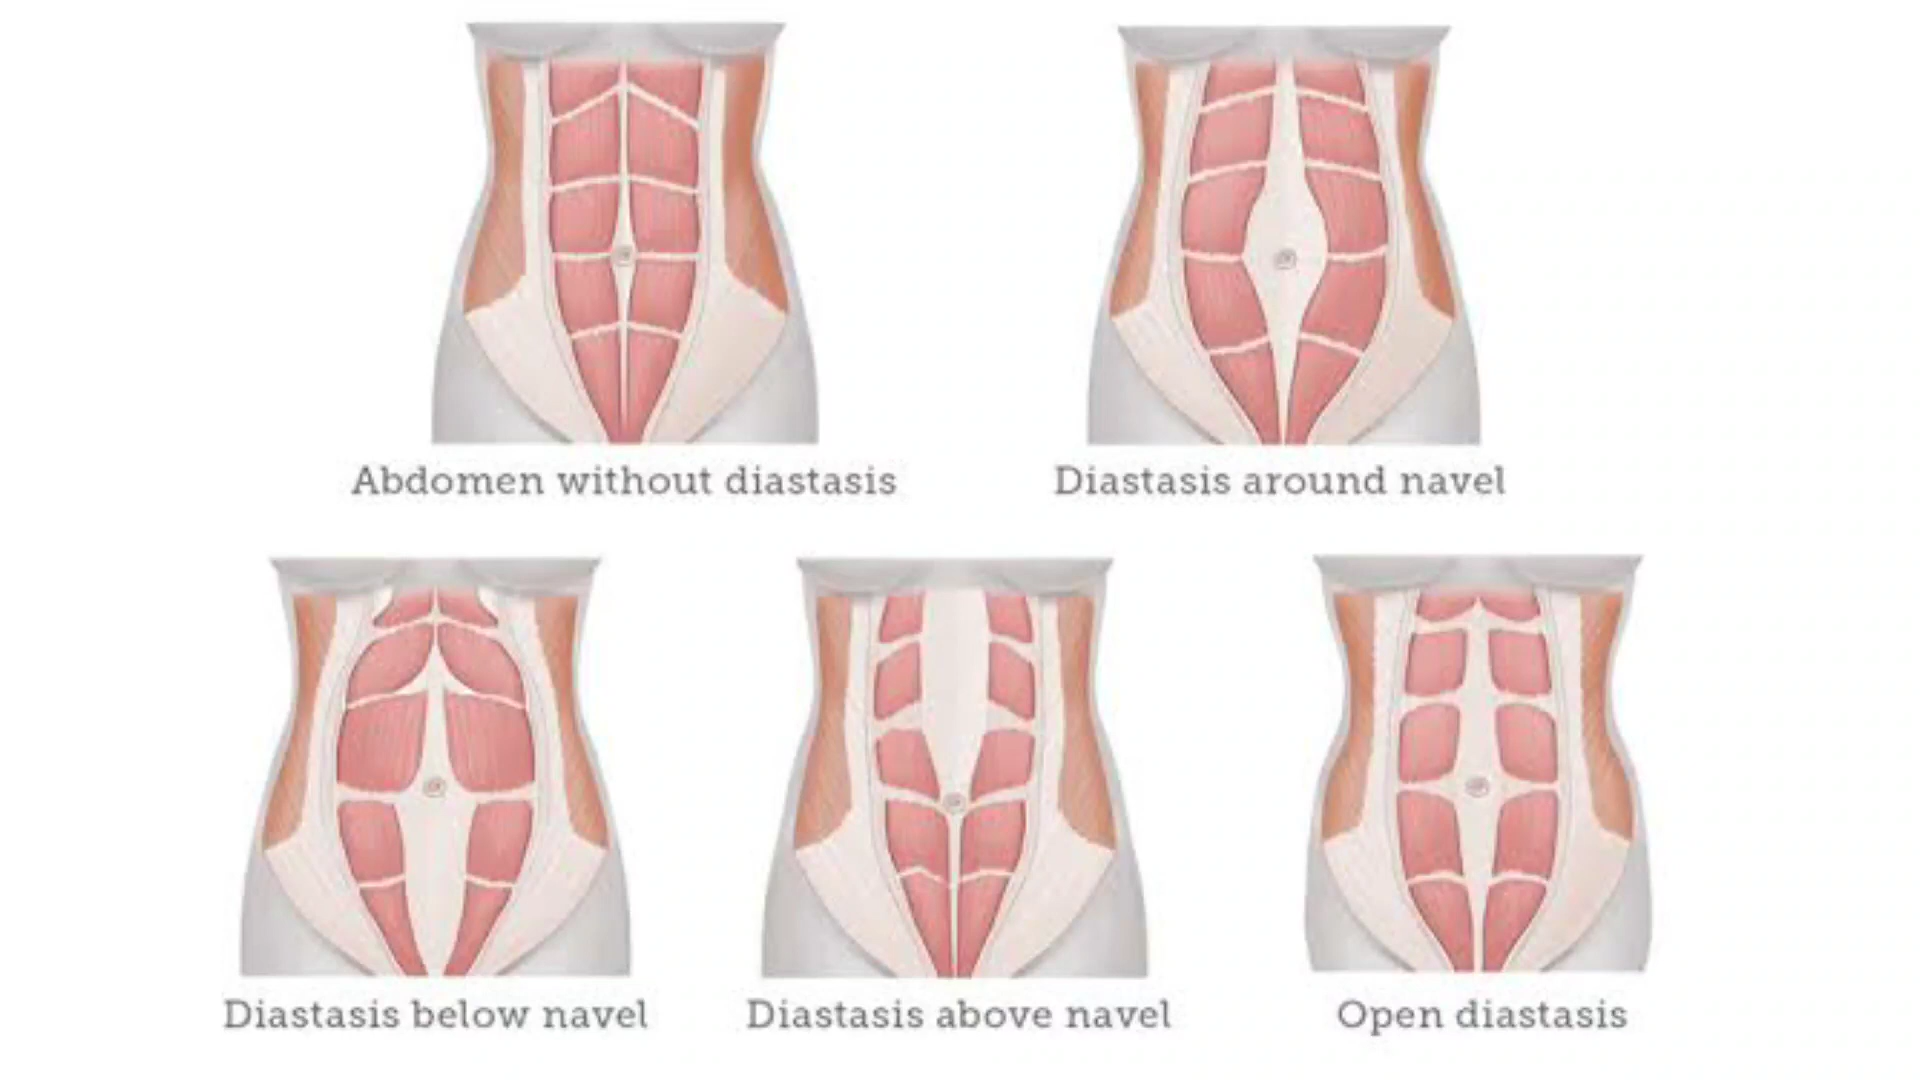 Abdomen without diastasis
Diastasis around navel
Diastasis below navel
Diastasis above navel
Open diastasis